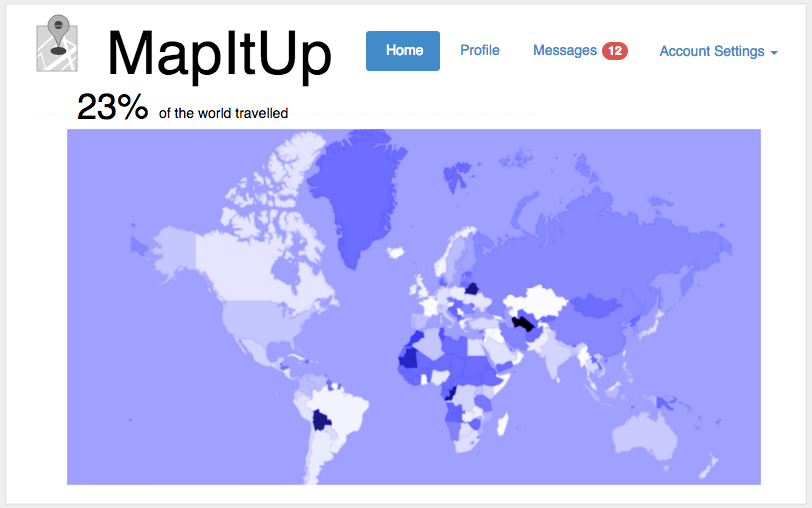 MapItUp
Home Profile Messages 12 Account Settings
23% of the world travelled